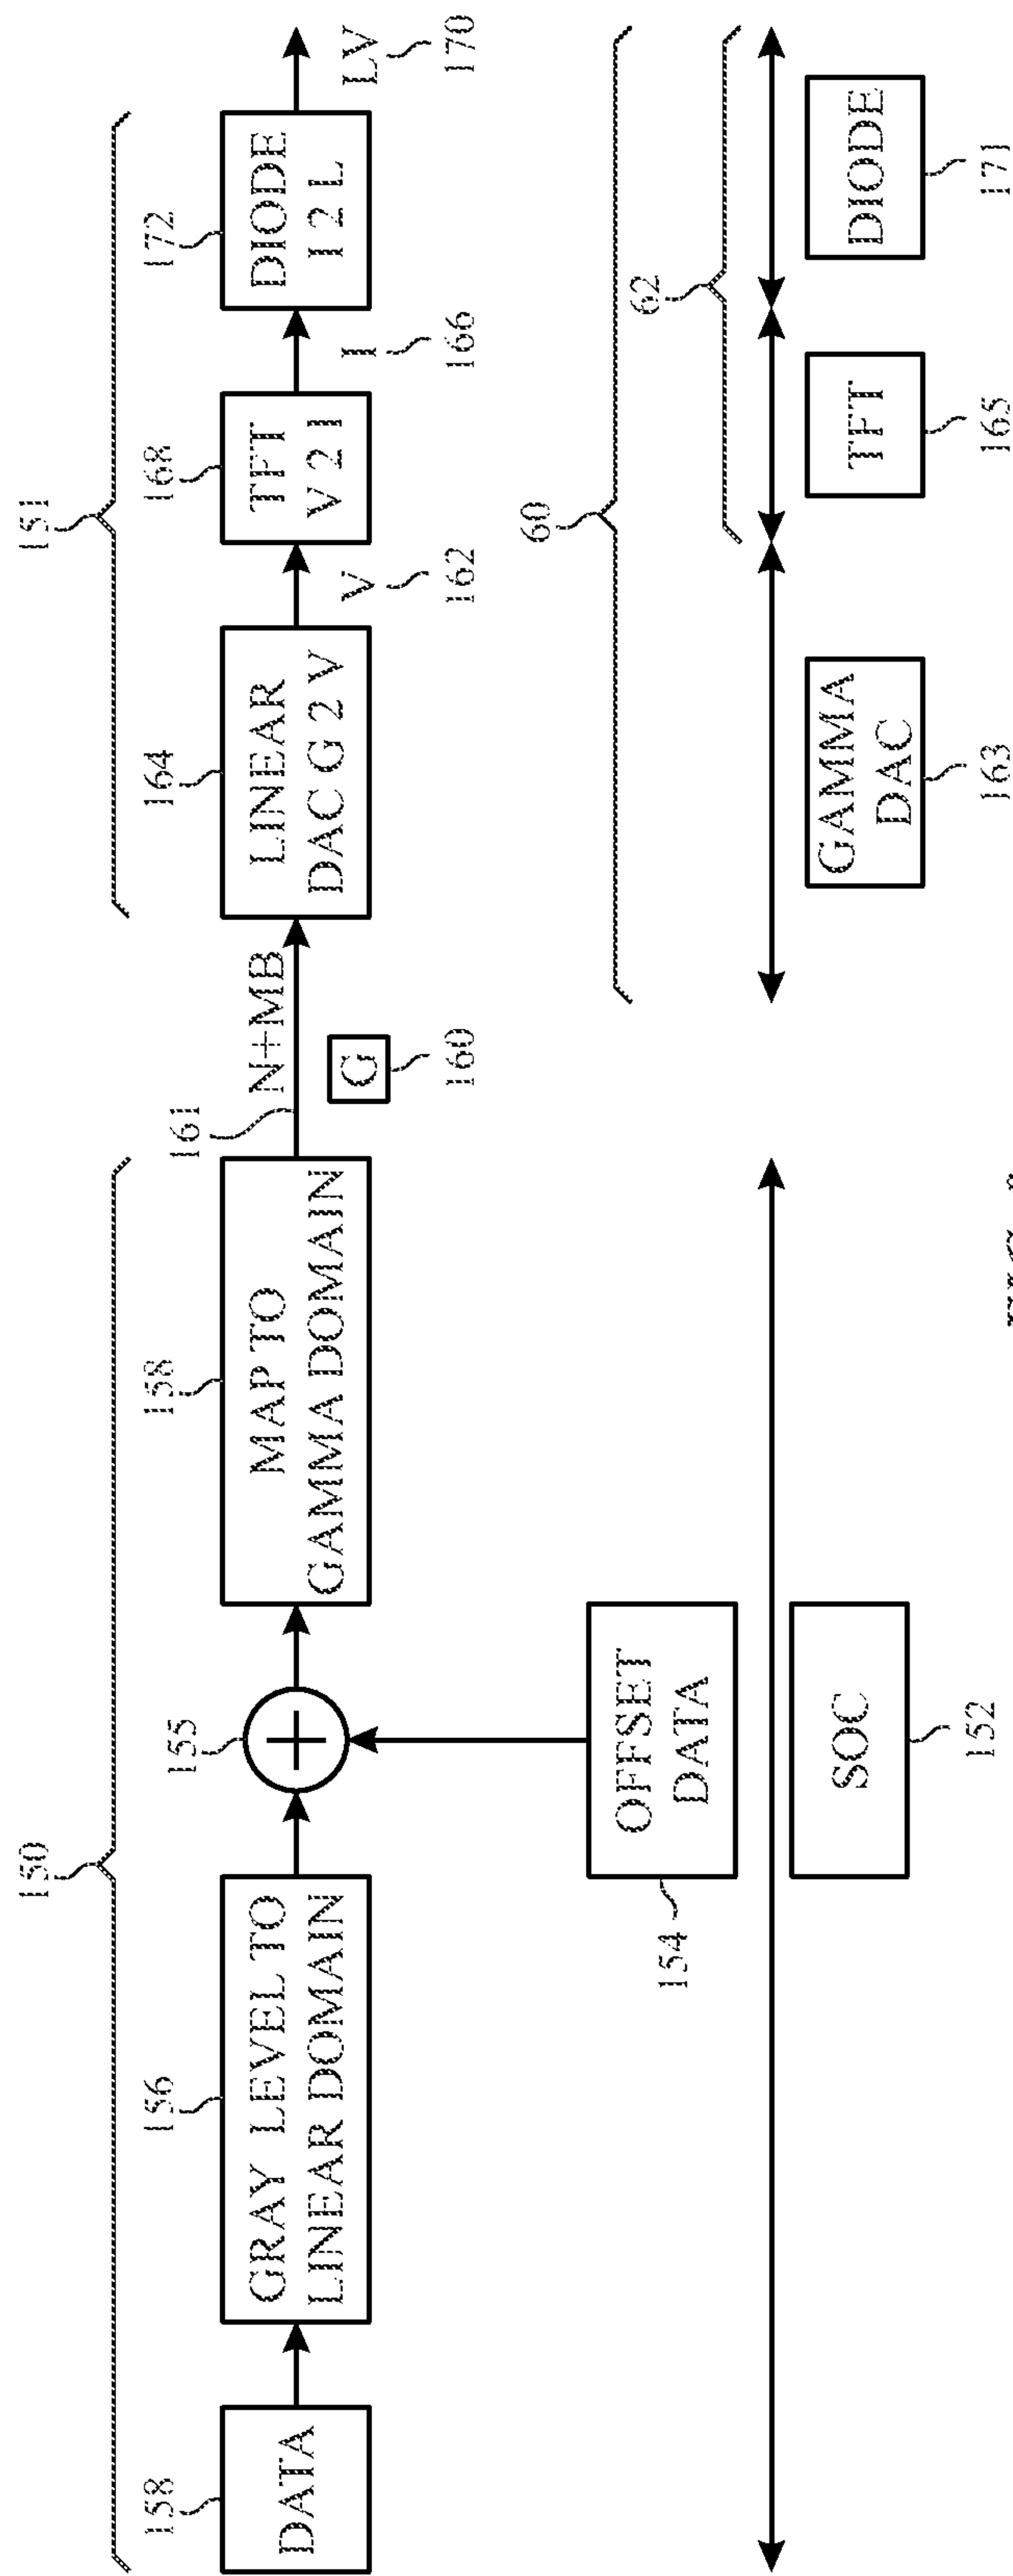 150
151
158
DATA
156
GRAY LEVEL TO
LINEAR DOMAIN
155
158
MAP TO
GAMMA DOMAIN
161
N+MB
G
160
164
LINEAR
DAC G 2 V
V
162
168
TFT
V 2 I
I
166
172
DIODE
I 2 L
LV
170
OFFSET
DATA
154
60
62
SOC
152
GAMMA
DAC
163
TFT
165
DIODE
171